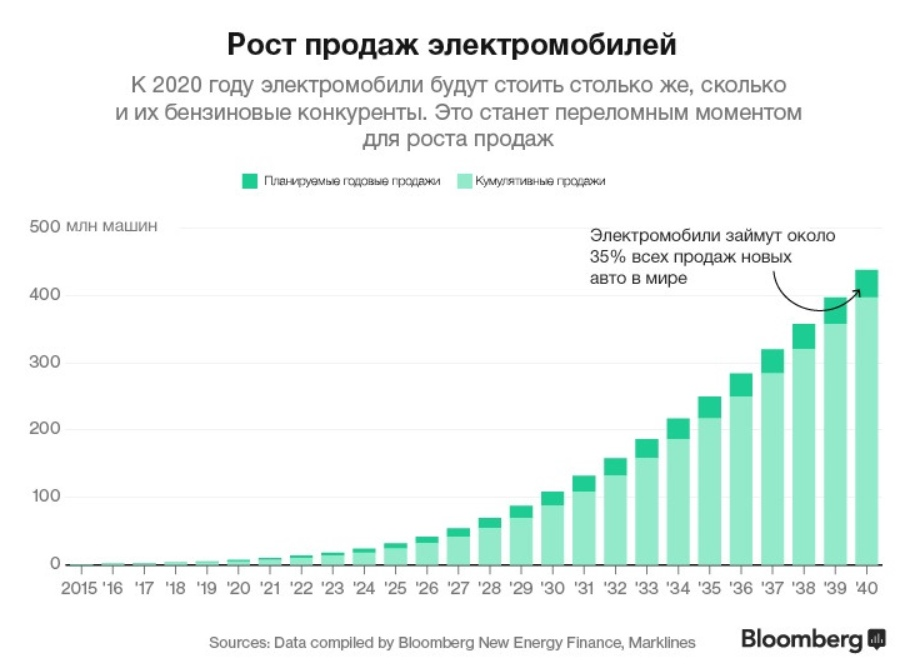 Рост продаж электромобилей
К 2020 году электромобили будут стоить столько же, сколько
и их бензиновые конкуренты. Это станет переломным моментом
для роста продаж
Планируемые годовые продажи Кумулятивные продажи
500 млн машин
Электромобили займут около
35% всех продаж новых
авто в мире
400
300
200
100
0
2015 '16 '17 '18 '19 '20 '21 '22 '23 '24 '25 '26 '27 '28 '29 '30 '31 '32 '33 '34 '35 '36 '37 '38 '39 '40
Sources: Data compiled by Bloomberg New Energy Finance, Marklines
Bloomberg